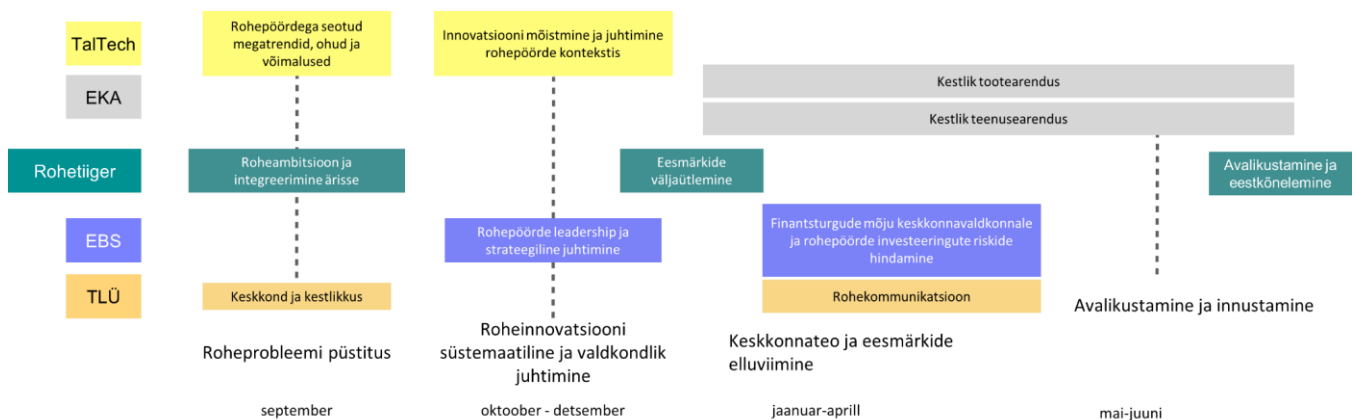 TalTech
Rohepöördega seotud
megatrendid, ohud ja
võimalused
Innovatsiooni mõistmine ja juhtimine
rohepöörde kontekstis
EKA
Kestlik tootearendus
Kestlik teenusearendus
Rohetiiger
Roheambitsioon ja
integreerimine ärisse
Eesmärkide
väljaütlemine
Avalikustamine ja
eestkõnelemine
EBS
Rohepöörde leadership ja
strateegiline juhtimine
Finantsturgude mõju keskkonnavaldkonnale
ja rohepöörde investeeringute riskide
hindamine
TLÜ
Keskkond ja kestlikkus
Rohekommunikatsioon
Roheprobleemi püstitus
Roheinnovatsiooni
süstemaatiline ja valdkondlik
juhtimine
Keskkonnateo ja eesmärkide
elluviimine
Avalikustamine ja innustamine
september
oktoober - detsember
jaanuar-aprill
mai-juuni